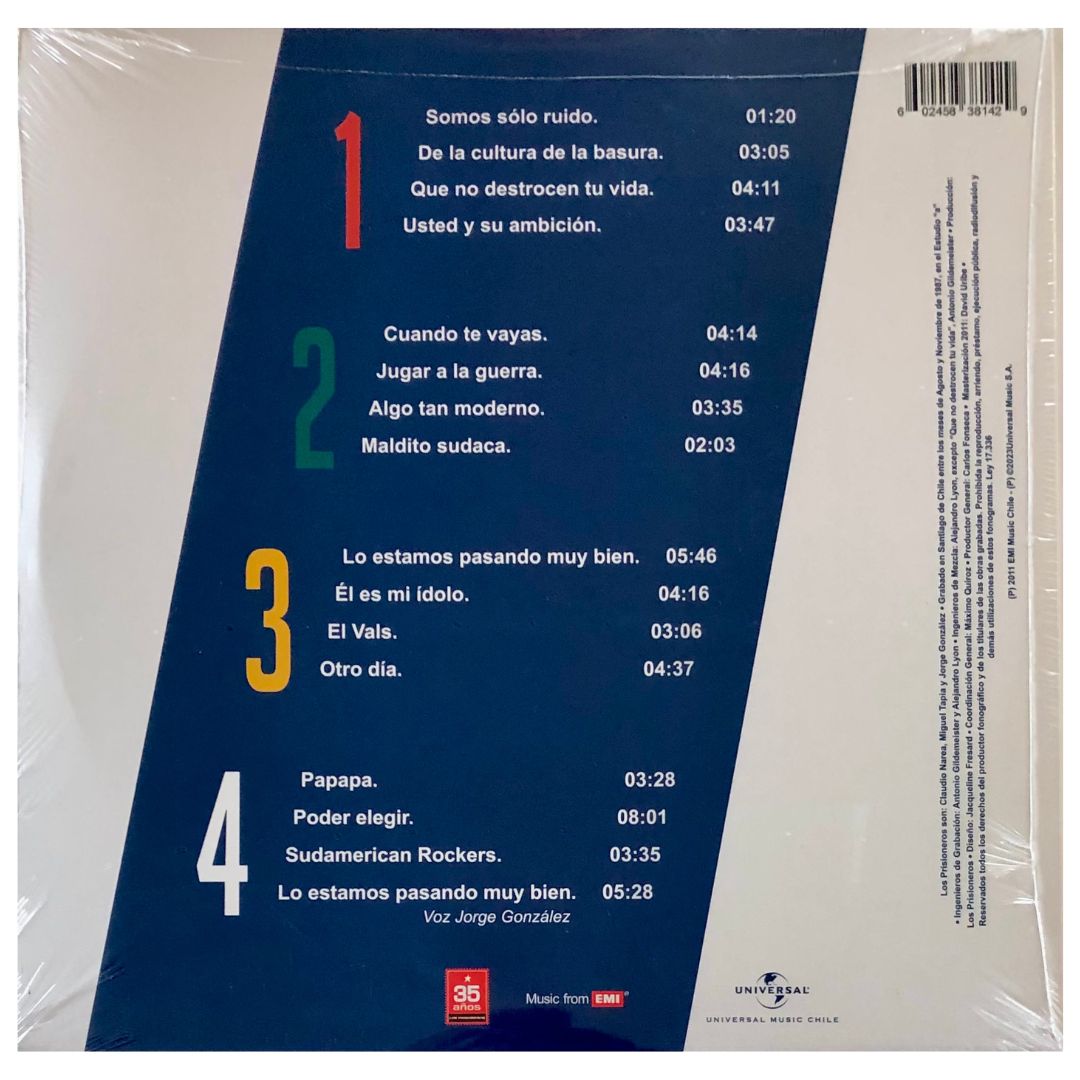 1
Somos sólo ruido. 01:20
De la cultura de la basura. 03:05
Que no destrocen tu vida. 04:11
Usted y su ambición. 03:47
2
Cuando te vayas. 04:14
Jugar a la guerra. 04:16
Algo tan moderno. 03:35
Maldito sudaca. 02:03
3
Lo estamos pasando muy bien. 05:46
Él es mi ídolo. 04:16
El Vals. 03:06
Otro día. 04:37
4
Papapa. 03:28
Poder elegir. 08:01
Sudamerican Rockers. 03:35
Lo estamos pasando muy bien. 05:28
Voz Jorge González
35
años
Music from EMI
UNIVERSAL
UNIVERSAL MUSIC CHILE
6 02458 38142 9
Los Prisioneros son: Claudio Narea, Miguel Tapia y Jorge González • Grabado en Santiago de Chile entre los meses de Agosto y Noviembre de 1987, en el Estudio "a"
• Ingenieros de Grabación: Antonio Gildemeister y Alejandro Lyon • Ingenieros de Mezcla: Alejandro Lyon, excepto "Que no destrocen tu vida", Antonio Gildemeister • Producción:
Los Prisioneros • Diseño: Jacqueline Fresard • Coordinación General: Máximo Quiroz • Productor General: Carlos Fonseca • Masterización 2011: David Uribe •
Reservados todos los derechos del productor fonográfico y de los titulares de las obras grabadas. Prohibida la reproducción, arriendo, préstamo, ejecución pública, radiodifusión y
demás utilizaciones de estos fonogramas. Ley 17.336
(P) 2011 EMI Music Chile - (P) ©2023Universal Music S.A.